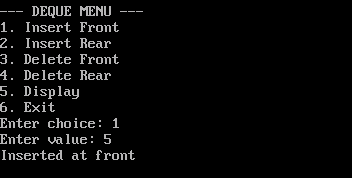 --- DEQUE MENU ---
1. Insert Front
2. Insert Rear
3. Delete Front
4. Delete Rear
5. Display
6. Exit
Enter choice: 1
Enter value: 5
Inserted at front